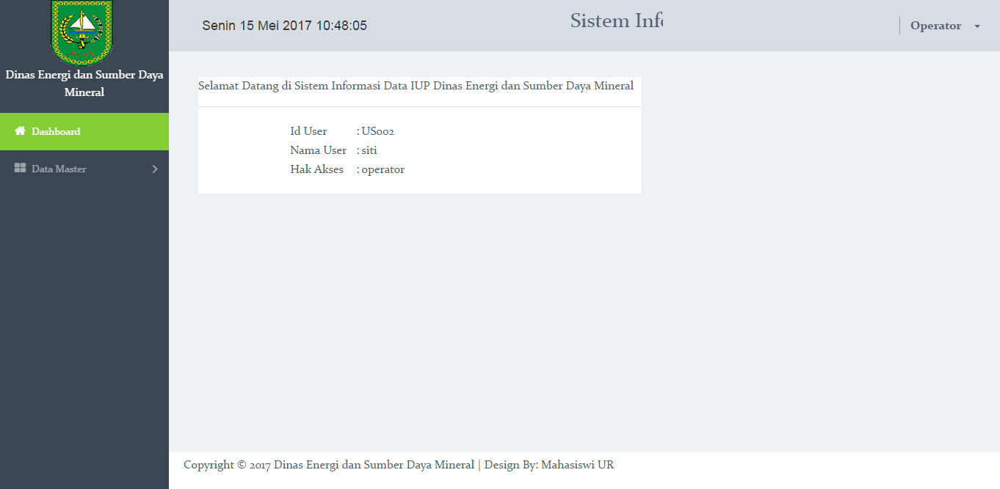 Dinas Energi dan Sumber Daya
Mineral
Dashboard
Data Master
Senin 15 Mei 2017 10:48:05
Sistem
Operator
Selamat Datang di Sistem Informasi Data IUP Dinas Energi dan Sumber Daya Mineral
Id User : US002
Nama User : siti
Hak Akses : operator
Copyright © 2017 Dinas Energi dan Sumber Daya Mineral | Design By: Mahasiswi UR